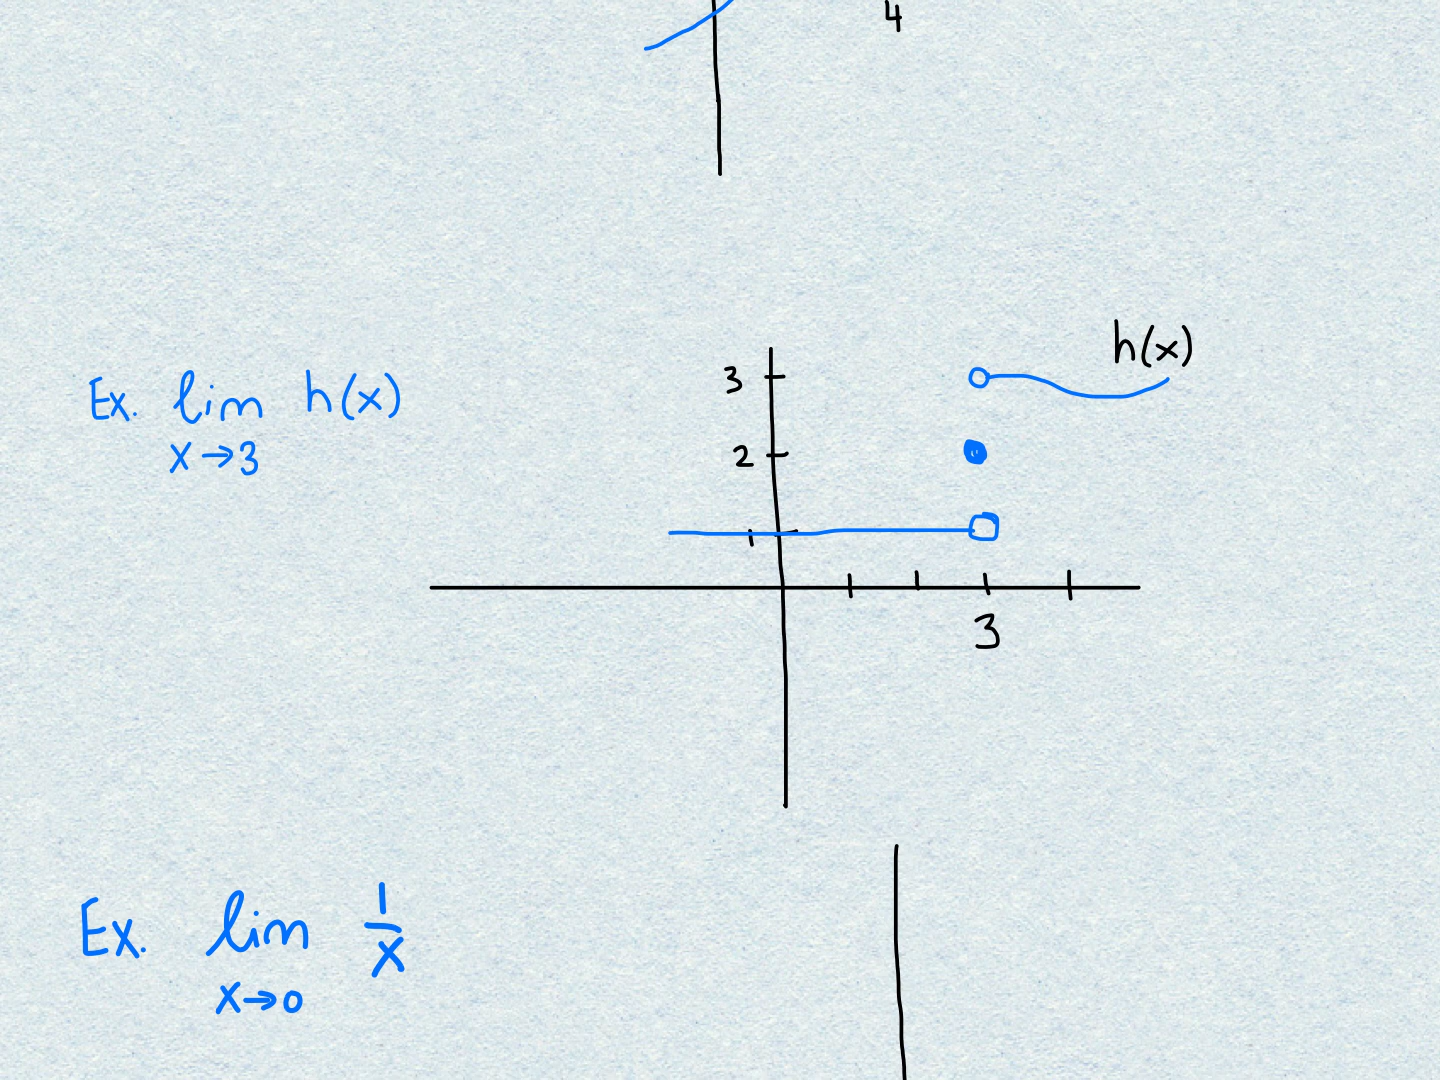 4
h(x)
Ex. lim h(x)
x→3
3
2
1
3
Ex. lim 1/x
x→0